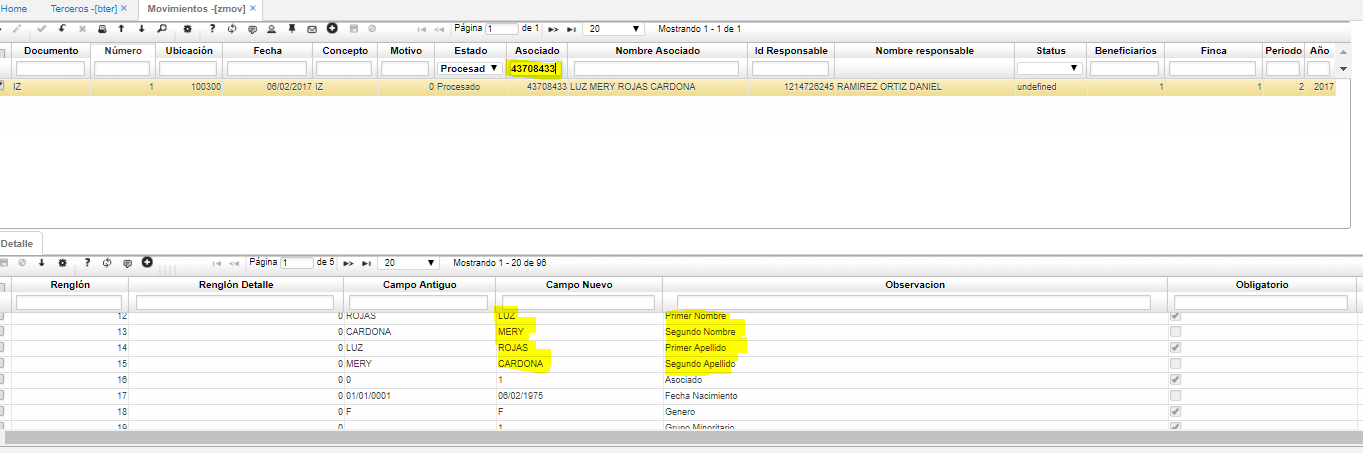 Home Terceros -[bter] × Movimientos -[zmov] ×
Página 1 de 1 20 Mostrando 1 - 1 de 1
Documento Número Ubicación Fecha Concepto Motivo Estado Asociado Nombre Asociado Id Responsable Nombre responsable Status Beneficiarios Finca Periodo Año
Procesad 43708433
IZ 1 100300 06/02/2017 IZ 0 Procesado 43708433 LUZ MERY ROJAS CARDONA 1214726245 RAMIREZ ORTIZ DANIEL undefined 1 1 2 2017
Detalle
Página 1 de 5 20 Mostrando 1 - 20 de 96
Renglón Renglón Detalle Campo Antiguo Campo Nuevo Observacion Obligatorio
12 0 ROJAS LUZ Primer Nombre
13 0 CARDONA MERY Segundo Nombre
14 0 LUZ ROJAS Primer Apellido
15 0 MERY CARDONA Segundo Apellido
16 0 0 1 Asociado
17 0 01/01/0001 06/02/1975 Fecha Nacimiento
18 0 F F Genero
19 0 1 Grupo Minoritario